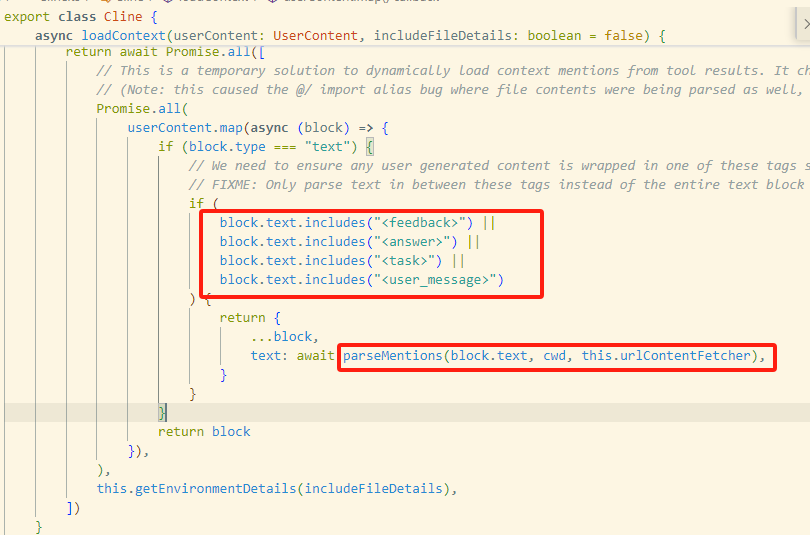 export class Cline {
async loadContext(userContent: UserContent, includeFileDetails: boolean = false) {
return await Promise.all([
// This is a temporary solution to dynamically load context mentions from tool results. It ch
// (Note: this caused the @/ import alias bug where file contents were being parsed as well,
Promise.all(
userContent.map(async (block) => {
if (block.type === "text") {
// We need to ensure any user generated content is wrapped in one of these tags s
// FIXME: Only parse text in between these tags instead of the entire text block
if (
block.text.includes("<feedback>") ||
block.text.includes("<answer>") ||
block.text.includes("<task>") ||
block.text.includes("<user_message>")
) {
return {
...block,
text: await parseMentions(block.text, cwd, this.urlContentFetcher),
}
}
}
return block
}),
),
this.getEnvironmentDetails(includeFileDetails),
])
}